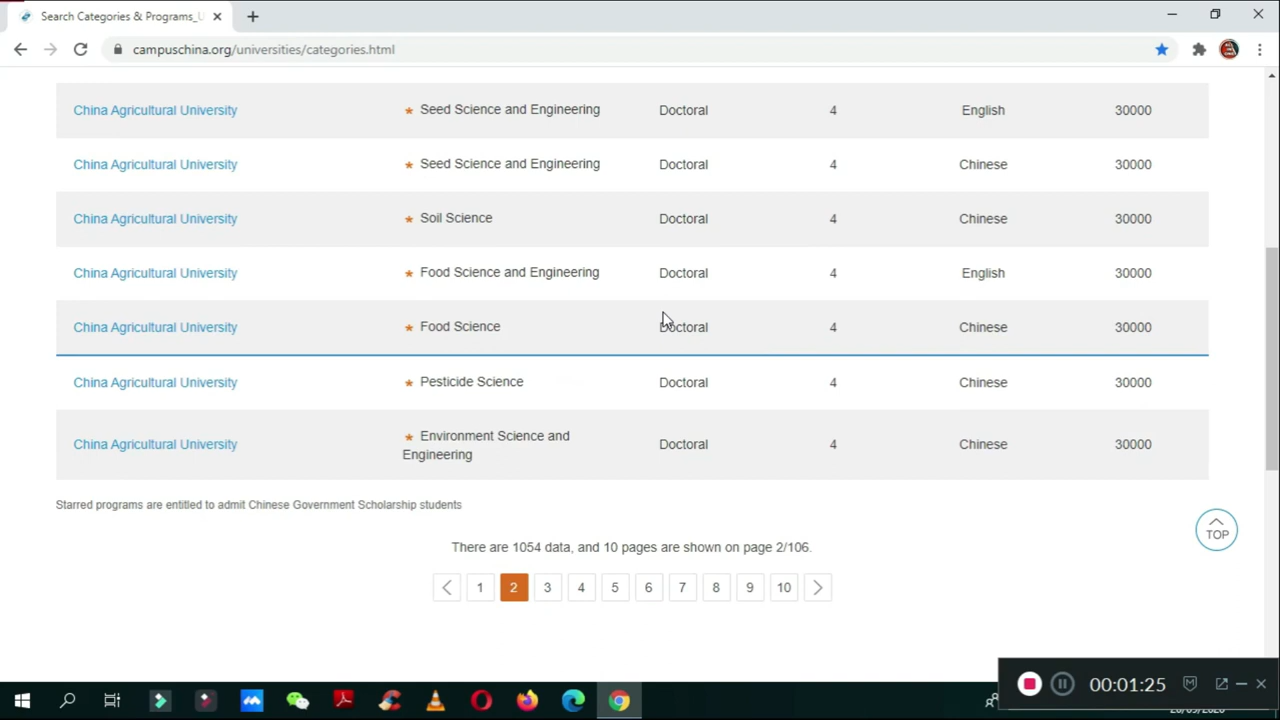 Search Categories & Programs_U
campuschina.org/universities/categories.html
China Agricultural University Seed Science and Engineering Doctoral 4 English 30000
China Agricultural University Seed Science and Engineering Doctoral 4 Chinese 30000
China Agricultural University Soil Science Doctoral 4 Chinese 30000
China Agricultural University Food Science and Engineering Doctoral 4 English 30000
China Agricultural University Food Science Doctoral 4 Chinese 30000
China Agricultural University Pesticide Science Doctoral 4 Chinese 30000
China Agricultural University Environment Science and Engineering Doctoral 4 Chinese 30000
Starred programs are entitled to admit Chinese Government Scholarship students
TOP
There are 1054 data, and 10 pages are shown on page 2/106.
1 2 3 4 5 6 7 8 9 10
00:01:25